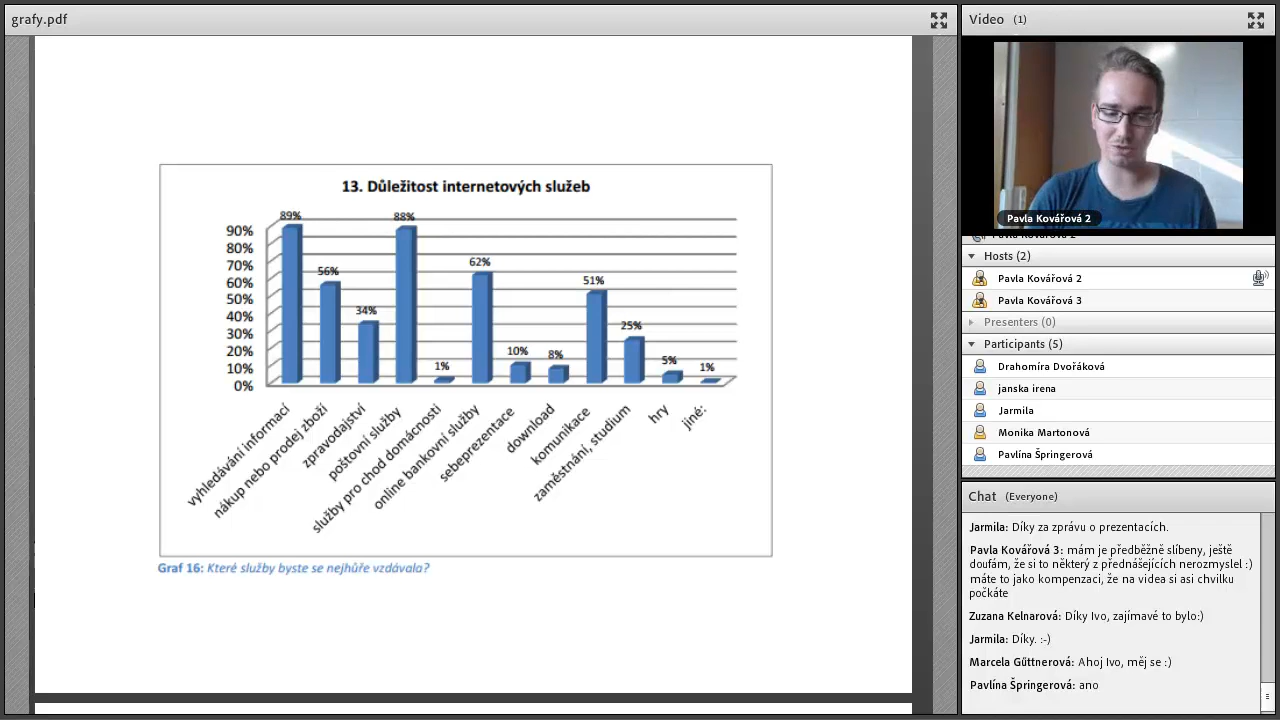 grafy.pdf
13. Důležitost internetových služeb
90%
80%
70%
60%
50%
40%
30%
20%
10%
0%
89%
56%
34%
88%
1%
62%
10%
8%
51%
25%
5%
1%
vyhledávání informací
nákup nebo prodej zboží
zpravodajství
poštovní služby
služby pro chod domácnosti
online bankovní služby
sebeprezentace
download
komunikace
zaměstnání, studium
hry
jiné:
Graf 16: Které služby byste se nejhůře vzdávala?
Video (1)
Pavla Kovářová 2
Pavla Kovářová 2
Hosts (2)
Pavla Kovářová 2
Pavla Kovářová 3
Presenters (0)
Participants (5)
Drahomíra Dvořáková
janska irena
Jarmila
Monika Martonová
Pavlína Špringerová
Chat (Everyone)
Jarmila: Díky za zprávu o prezentacích.
Pavla Kovářová 3: mám je předběžně slíbeny, ještě
doufám, že si to některý z přednášejících nerozmyslel :)
máte to jako kompenzaci, že na videa si asi chvilku
počkáte
Zuzana Kelnarová: Díky Ivo, zajímavé to bylo:)
Jarmila: Díky. :-)
Marcela Gűttnerová: Ahoj Ivo, měj se :)
Pavlína Špringerová: ano